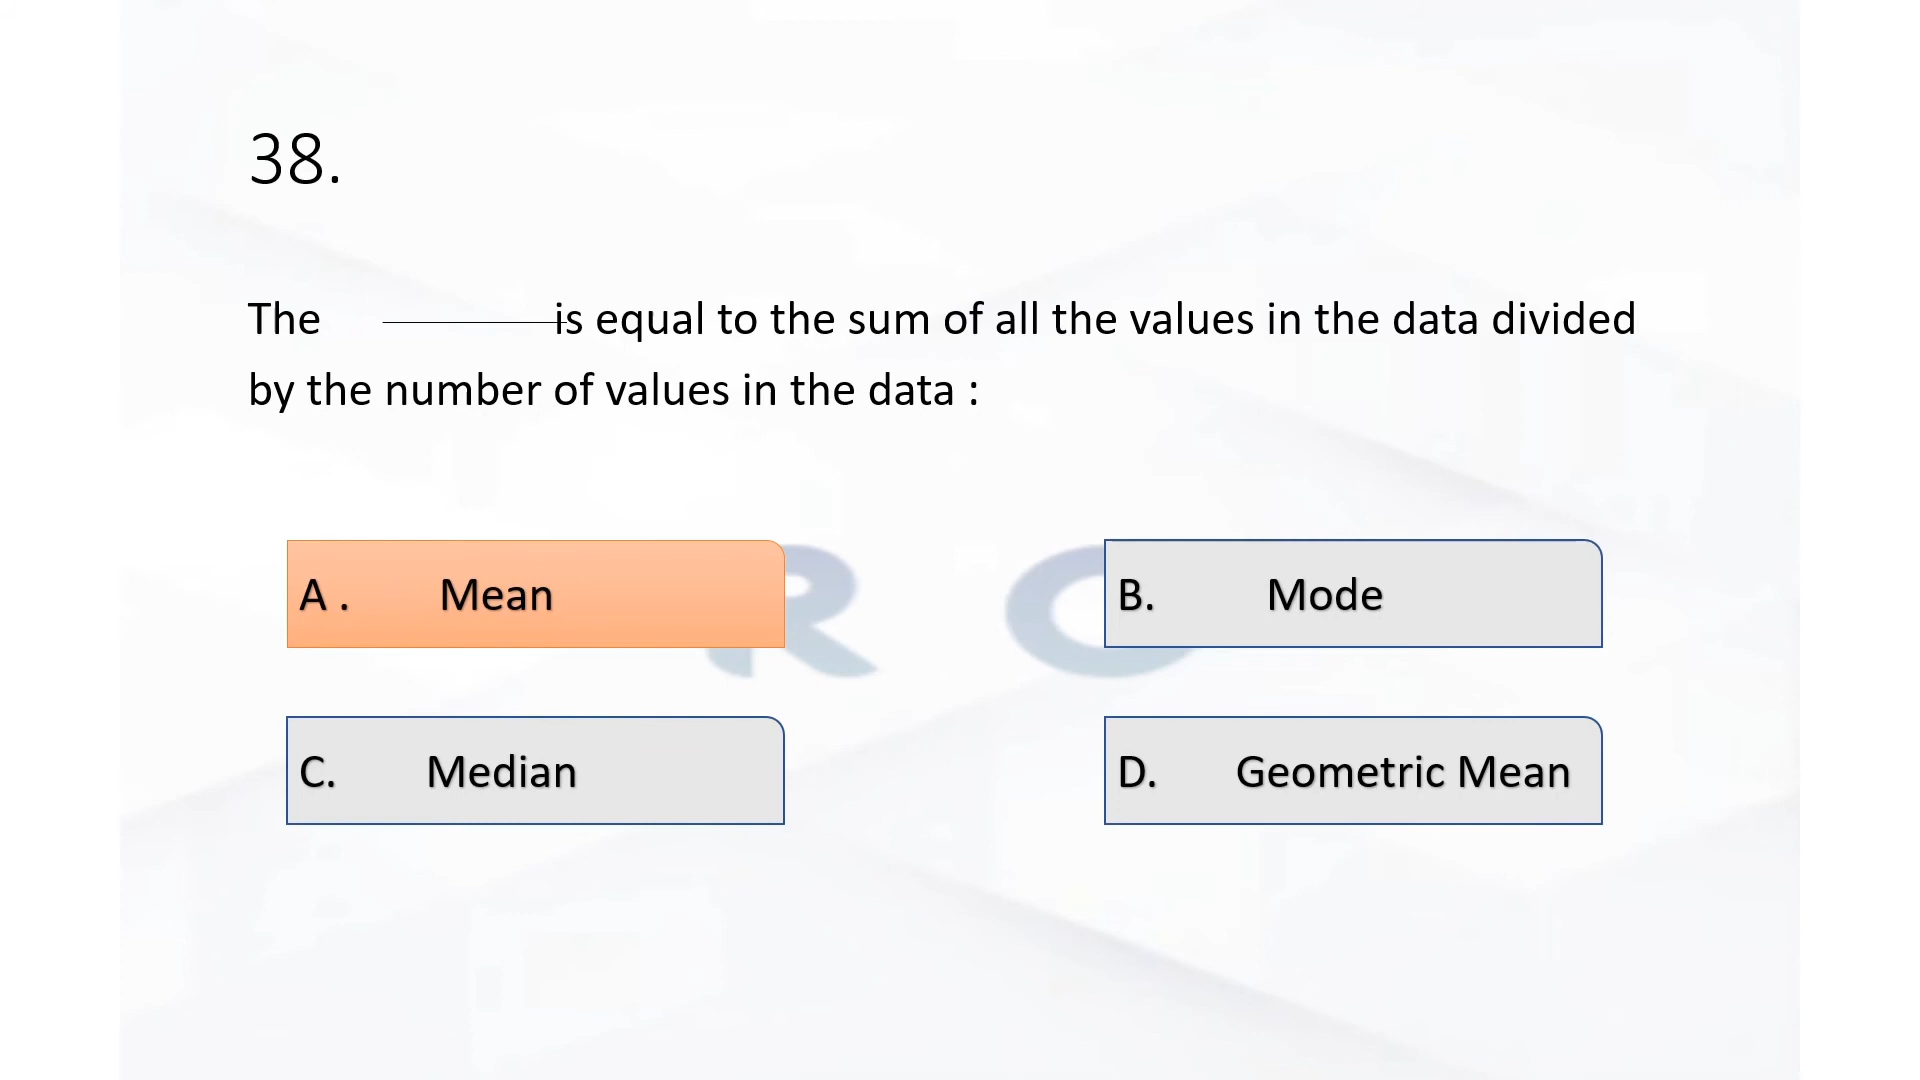 38.
The is equal to the sum of all the values in the data divided
by the number of values in the data :
A . Mean
B. Mode
C. Median
D. Geometric Mean
R C